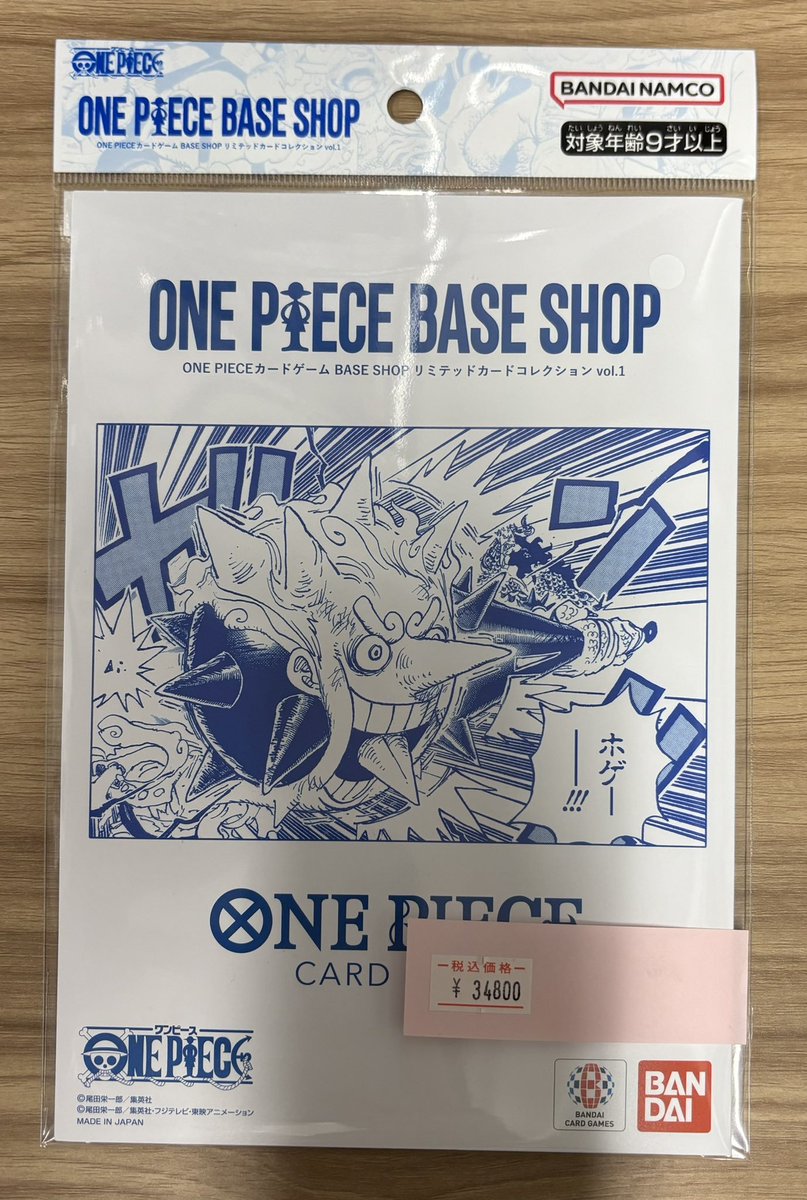 ワンピース
ONE PIECE
ONE PIECE BASE SHOP
ONE PIECEカードゲーム BASE SHOP リミテッドカードコレクション vol.1
BANDAI NAMCO
たいしょうねんれい さいいじょう
対象年齢9才以上
ONE PIECE BASE SHOP
ONE PIECEカードゲーム BASE SHOP リミテッドカードコレクション vol.1
ホゲー
ーー!!!
ONE PIECE
CARD
ー税込価格ー
¥ 34800
ワンピース
ONE PIECE
©尾田栄一郎/集英社
©尾田栄一郎/集英社・フジテレビ・東映アニメーション
MADE IN JAPAN
BANDAI
CARD GAMES
BAN
DAI